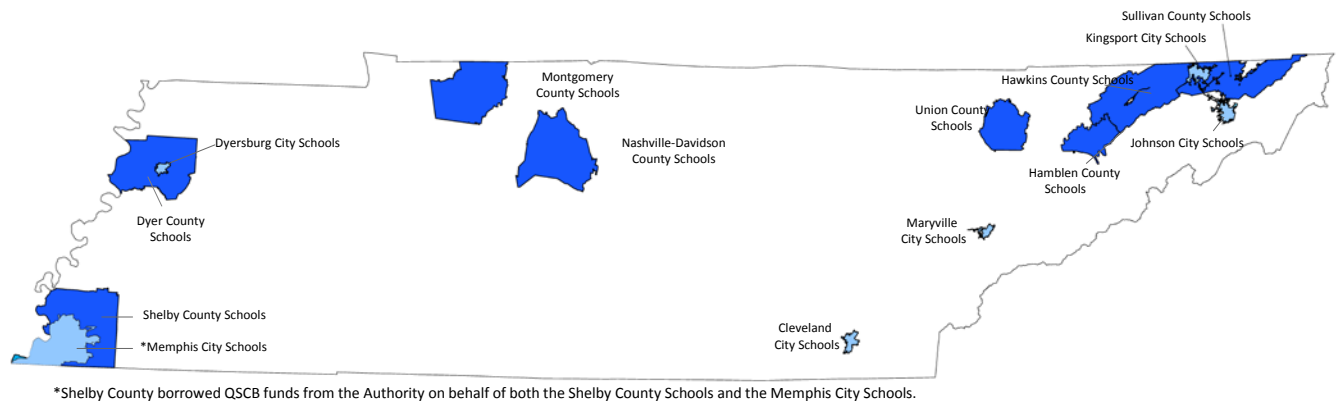 Sullivan County Schools
Kingsport City Schools
Montgomery
County Schools
Hawkins County Schools
Union County
Schools
Dyersburg City Schools
Nashville-Davidson
County Schools
Johnson City Schools
Hamblen County
Schools
Dyer County
Schools
Maryville
City Schools
Shelby County Schools
Cleveland
City Schools
*Memphis City Schools
*Shelby County borrowed QSCB funds from the Authority on behalf of both the Shelby County Schools and the Memphis City Schools.